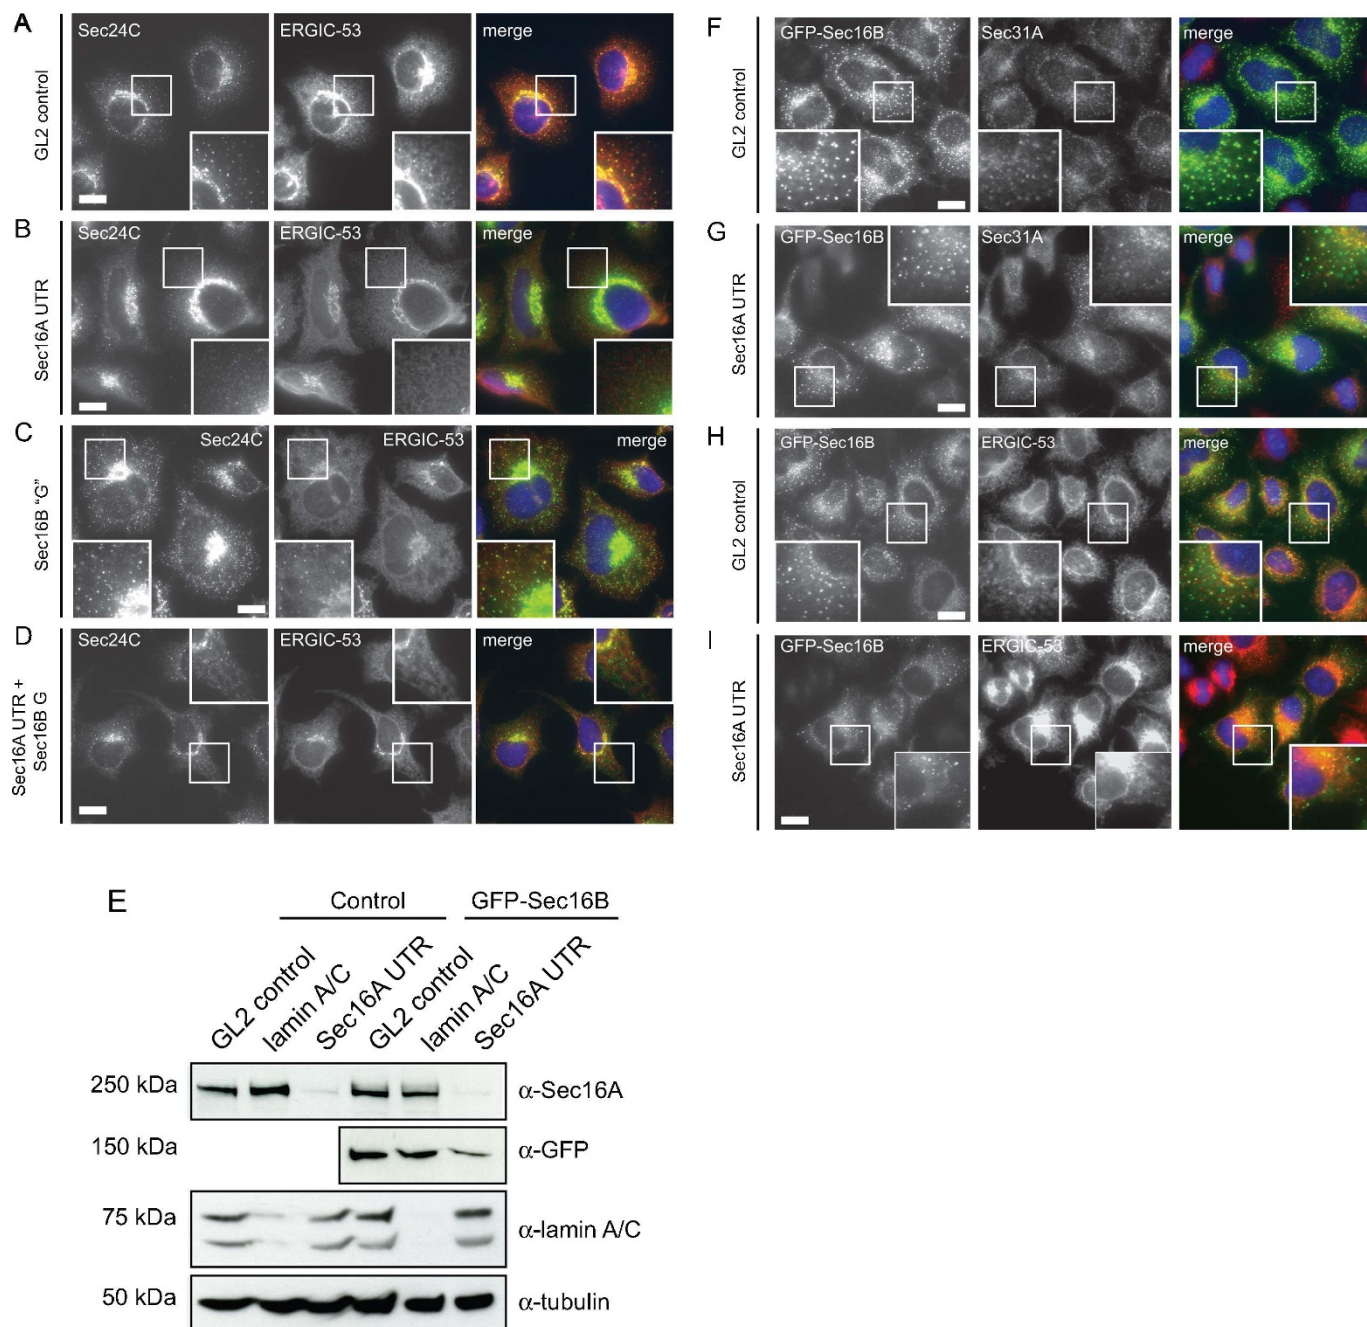 A
GL2 control
Sec24C
ERGIC-53
merge
B
Sec16A UTR
Sec24C
ERGIC-53
merge
C
Sec16B "G"
Sec24C
ERGIC-53
merge
D
Sec16A UTR +
Sec16B G
Sec24C
ERGIC-53
merge
F
GL2 control
GFP-Sec16B
Sec31A
merge
G
Sec16A UTR
GFP-Sec16B
Sec31A
merge
H
GL2 control
GFP-Sec16B
ERGIC-53
merge
I
Sec16A UTR
GFP-Sec16B
ERGIC-53
merge
E
Control
GFP-Sec16B
GL2 control
lamin A/C
Sec16A UTR
GL2 control
lamin A/C
Sec16A UTR
250 kDa
α-Sec16A
150 kDa
α-GFP
75 kDa
α-lamin A/C
50 kDa
α-tubulin